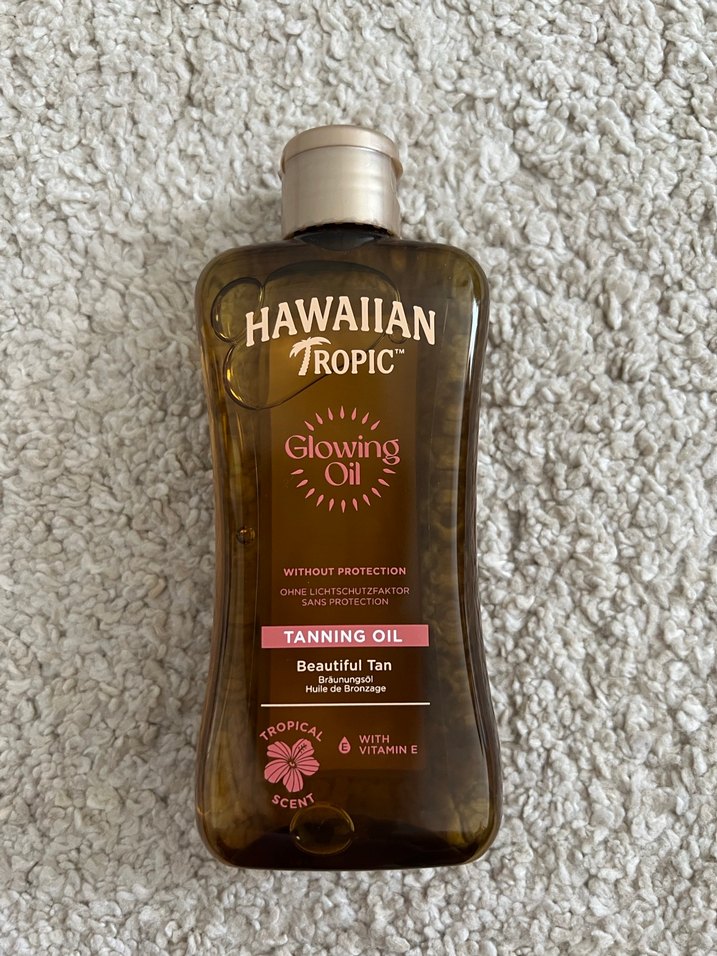 HAWAIIAN
TROPIC™
Glowing
Oil
WITHOUT PROTECTION
OHNE LICHTSCHUTZFAKTOR
SANS PROTECTION
TANNING OIL
Beautiful Tan
Bräunungsöl
Huile de Bronzage
TROPICAL
SCENT
E
WITH
VITAMIN E